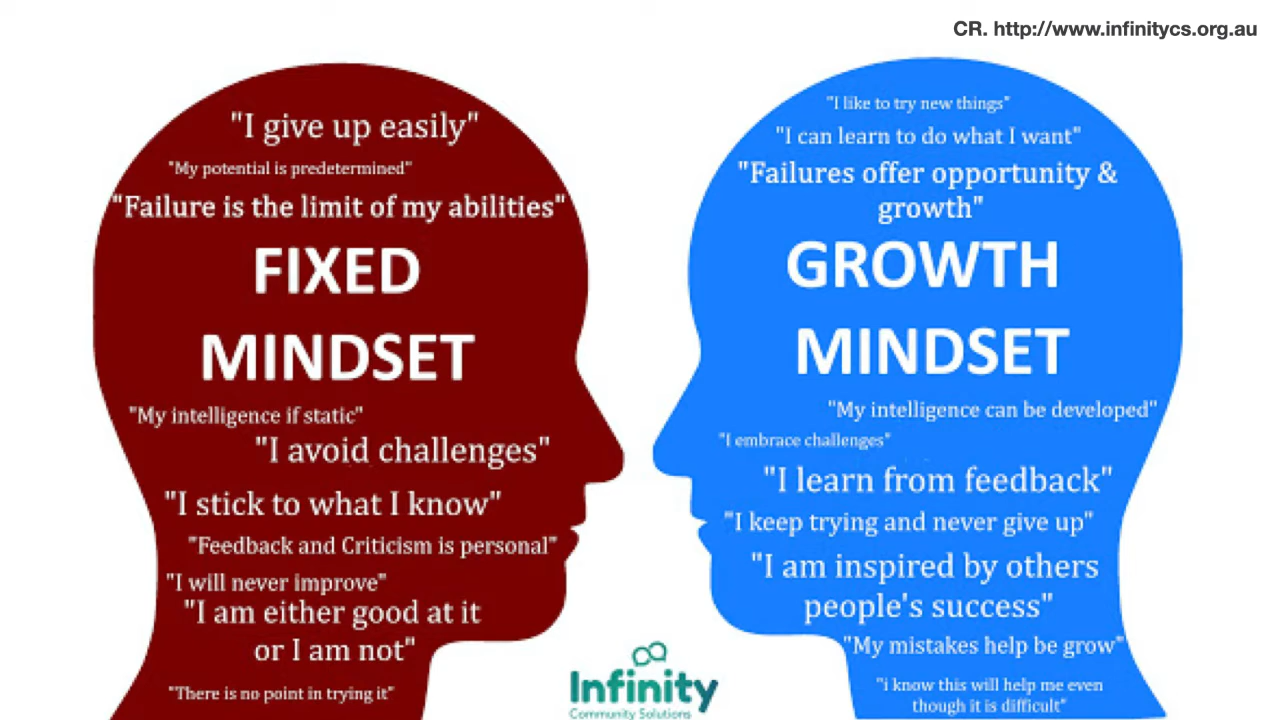 CR. http://www.infinitycs.org.au
"I give up easily"
"My potential is predetermined"
"Failure is the limit of my abilities"
FIXED
MINDSET
"My intelligence if static"
"I avoid challenges"
"I stick to what I know"
"Feedback and Criticism is personal"
"I will never improve"
"I am either good at it
or I am not"
"There is no point in trying it"
"I like to try new things"
"I can learn to do what I want"
"Failures offer opportunity &
growth"
GROWTH
MINDSET
"My intelligence can be developed"
"I embrace challenges"
"I learn from feedback"
"I keep trying and never give up"
"I am inspired by others
people's success"
"My mistakes help be grow"
"i know this will help me even
though it is difficult"
Infinity
Community Solutions